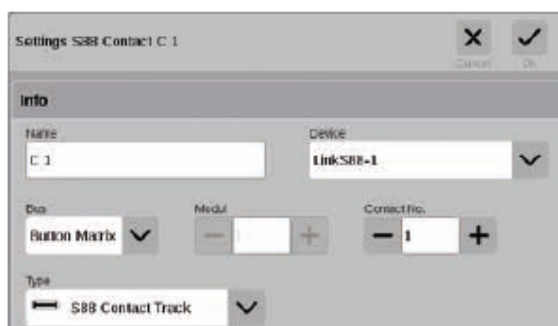 Settings S88 Contact C 1
Cancel Ok
Info
Name Device
C 1 LinkS88-1
Bus Modul Contact No.
Button Matrix 1 1
Type
S88 Contact Track